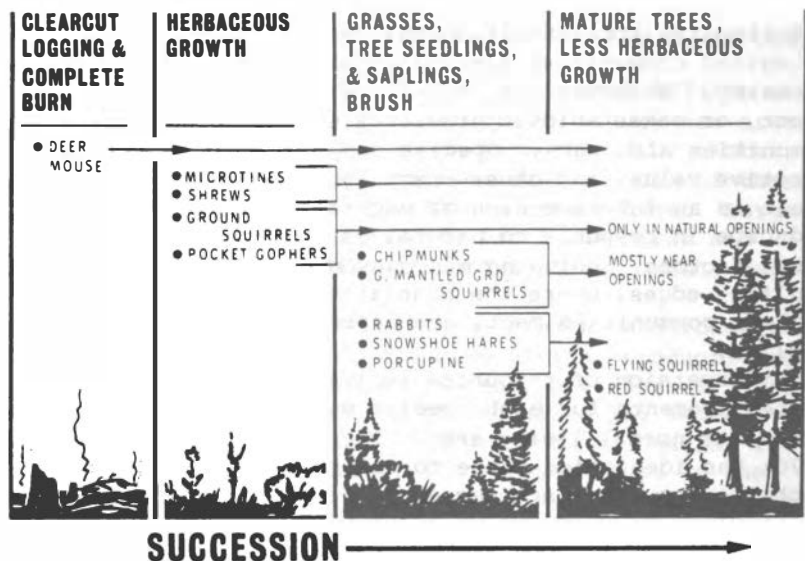 CLEARCUT
LOGGING &
COMPLETE
BURN
HERBACEOUS
GROWTH
GRASSES,
TREE SEEDLINGS,
& SAPLINGS,
BRUSH
MATURE TREES,
LESS HERBACEOUS
GROWTH
• DEER
MOUSE
• MICROTINES
• SHREWS
• GROUND
SQUIRRELS
• POCKET GOPHERS
• CHIPMUNKS
• G. MANTLED GRD.
SQUIRRELS
• RABBITS
• SNOWSHOE HARES
• PORCUPINE
ONLY IN NATURAL OPENINGS
MOSTLY NEAR
OPENINGS
• FLYING SQUIRREL
• RED SQUIRREL
SUCCESSION